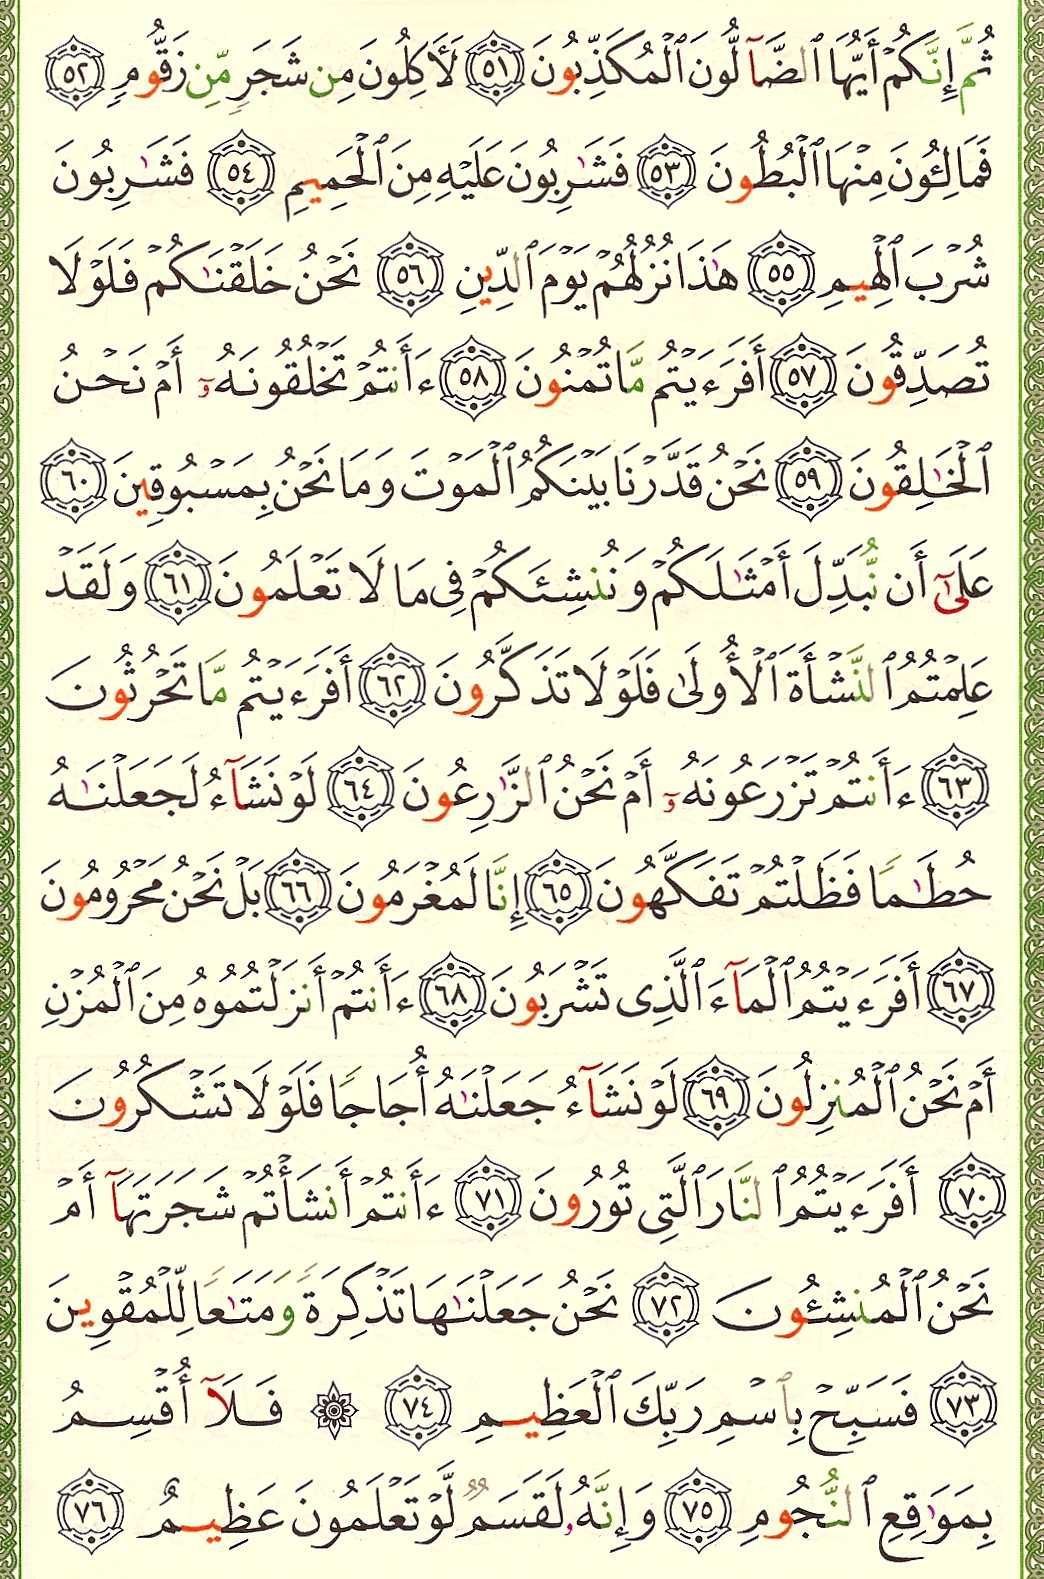 ثُمَّ إِنَّكُمْ أَيُّهَا ٱلضَّآلُّونَ ٱلْمُكَذِّبُونَ ٥١ لَـَٔاكِلُونَ مِن شَجَرٍ مِّن زَقُّومٍ ٥٢
فَمَالِـُٔونَ مِنْهَا ٱلْبُطُونَ ٥٣ فَشَٰرِبُونَ عَلَيْهِ مِنَ ٱلْحَمِيمِ ٥٤ فَشَٰرِبُونَ
شُرْبَ ٱلْهِيمِ ٥٥ هَٰذَا نُزُلُهُمْ يَوْمَ ٱلدِّينِ ٥٦ نَحْنُ خَلَقْنَٰكُمْ فَلَوْلَا
تُصَدِّقُونَ ٥٧ أَفَرَءَيْتُم مَّا تُمْنُونَ ٥٨ ءَأَنتُمْ تَخْلُقُونَهُۥٓ أَمْ نَحْنُ
ٱلْخَٰلِقُونَ ٥٩ نَحْنُ قَدَّرْنَا بَيْنَكُمُ ٱلْمَوْتَ وَمَا نَحْنُ بِمَسْبُوقِينَ ٦٠
عَلَىٰٓ أَن نُّبَدِّلَ أَمْثَٰلَكُمْ وَنُنشِئَكُمْ فِى مَا لَا تَعْلَمُونَ ٦١ وَلَقَدْ
عَلِمْتُمُ ٱلنَّشْأَةَ ٱلْأُولَىٰ فَلَوْلَا تَذَكَّرُونَ ٦٢ أَفَرَءَيْتُم مَّا تَحْرُثُونَ
٦٣ ءَأَنتُمْ تَزْرَعُونَهُۥٓ أَمْ نَحْنُ ٱلزَّٰرِعُونَ ٦٤ لَوْ نَشَآءُ لَجَعَلْنَٰهُ
حُطَٰمًا فَظَلْتُمْ تَفَكَّهُونَ ٦٥ إِنَّا لَمُغْرَمُونَ ٦٦ بَلْ نَحْنُ مَحْرُومُونَ
٦٧ أَفَرَءَيْتُمُ ٱلْمَآءَ ٱلَّذِى تَشْرَبُونَ ٦٨ ءَأَنتُمْ أَنزَلْتُمُوهُ مِنَ ٱلْمُزْنِ
أَمْ نَحْنُ ٱلْمُنزِلُونَ ٦٩ لَوْ نَشَآءُ جَعَلْنَٰهُ أُجَاجًا فَلَوْلَا تَشْكُرُونَ
٧٠ أَفَرَءَيْتُمُ ٱلنَّارَ ٱلَّتِى تُورُونَ ٧١ ءَأَنتُمْ أَنشَأْتُمْ شَجَرَتَهَآ أَمْ
نَحْنُ ٱلْمُنشِـُٔونَ ٧٢ نَحْنُ جَعَلْنَٰهَا تَذْكِرَةً وَمَتَٰعًا لِّلْمُقْوِينَ
٧٣ فَسَبِّحْ بِٱسْمِ رَبِّكَ ٱلْعَظِيمِ ٧٤ ۞ فَلَآ أُقْسِمُ
بِمَوَٰقِعِ ٱلنُّجُومِ ٧٥ وَإِنَّهُۥ لَقَسَمٌ لَّوْ تَعْلَمُونَ عَظِيمٌ ٧٦